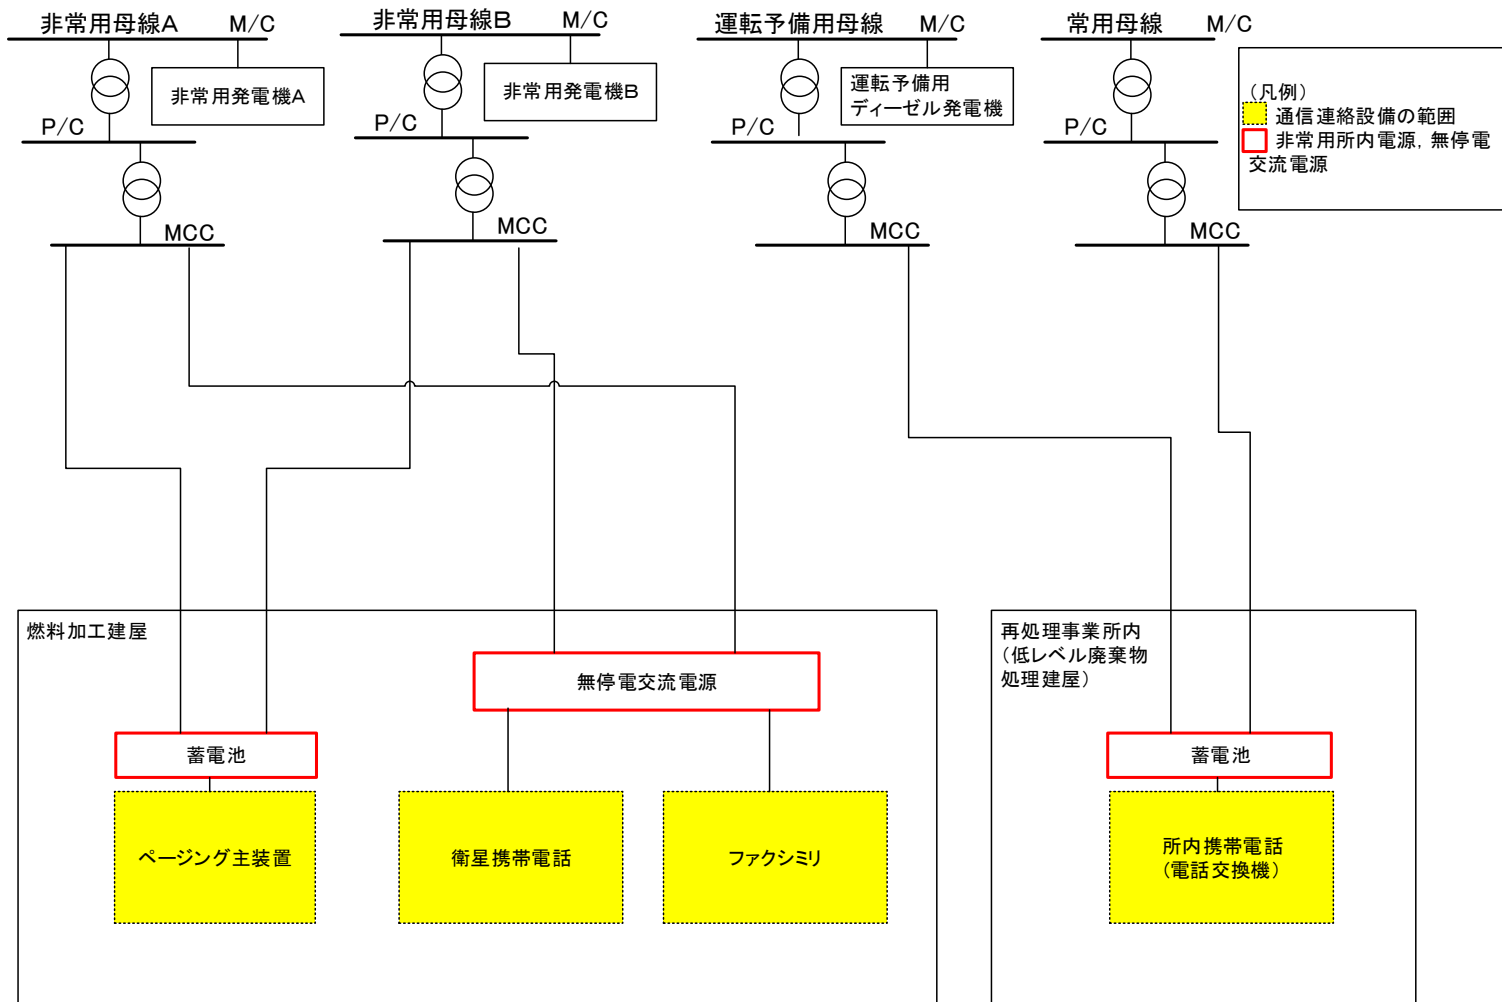 非常用母線A M/C
非常用母線B M/C
運転予備用母線 M/C
常用母線 M/C
非常用発電機A
非常用発電機B
運転予備用
ディーゼル発電機
(凡例)
通信連絡設備の範囲
非常用所内電源,無停電
交流電源
P/C
P/C
P/C
P/C
MCC
MCC
MCC
MCC
燃料加工建屋
無停電交流電源
蓄電池
ページング主装置
衛星携帯電話
ファクシミリ
再処理事業所内
(低レベル廃棄物
処理建屋)
蓄電池
所内携帯電話
(電話交換機)